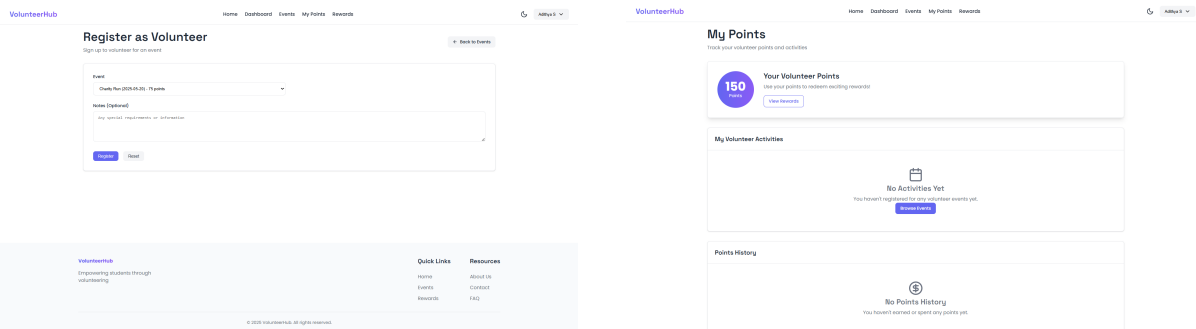 VolunteerHub
Home Dashboard Events My Points Rewards
Aditya S
Register as Volunteer
Sign up to volunteer for an event
← Back to Events
Event
Charity Run (2025-05-25) - 75 points
Notes (Optional)
Any special requirements or information
Register Reset
VolunteerHub
Empowering students through
volunteering
Quick Links
Home
Events
Rewards
Resources
About Us
Contact
FAQ
© 2025 VolunteerHub. All rights reserved.
VolunteerHub
Home Dashboard Events My Points Rewards
Aditya S
My Points
Track your volunteer points and activities
150
Points
Your Volunteer Points
Use your points to redeem exciting rewards!
View Rewards
My Volunteer Activities
No Activities Yet
You haven't registered for any volunteer events yet.
Browse Events
Points History
No Points History
You haven't earned or spent any points yet.